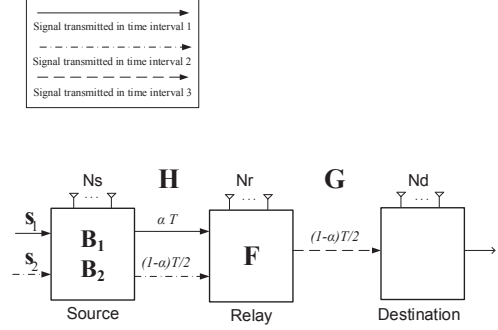 Signal transmitted in time interval 1
Signal transmitted in time interval 2
Signal transmitted in time interval 3
Ns H Nr G Nd
s1 α T
B1 F (1-α)T/2
s2 B2 (1-α)T/2
Source Relay Destination